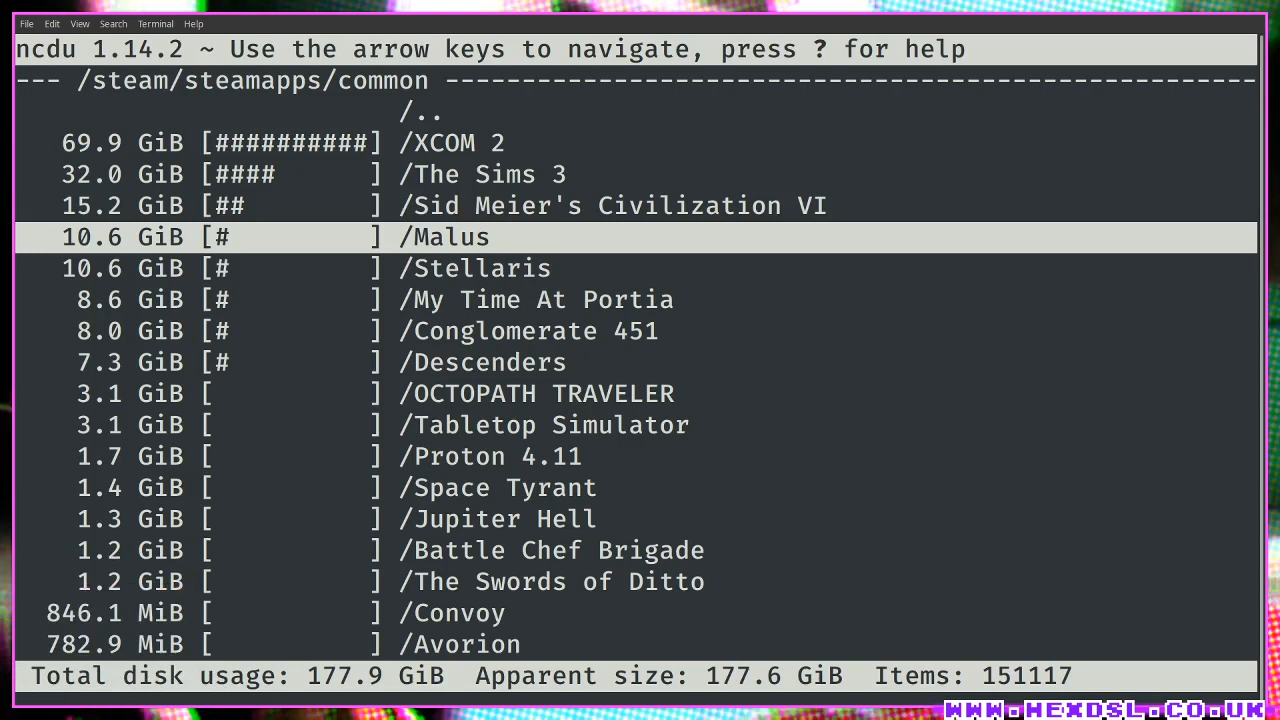 File Edit View Search Terminal Help
ncdu 1.14.2 ~ Use the arrow keys to navigate, press ? for help
--- /steam/steamapps/common -----------------------------------------------------
/..
69.9 GiB [##########] /XCOM 2
32.0 GiB [####      ] /The Sims 3
15.2 GiB [##        ] /Sid Meier's Civilization VI
10.6 GiB [#         ] /Malus
10.6 GiB [#         ] /Stellaris
8.6 GiB [#         ] /My Time At Portia
8.0 GiB [#         ] /Conglomerate 451
7.3 GiB [#         ] /Descenders
3.1 GiB [          ] /OCTOPATH TRAVELER
3.1 GiB [          ] /Tabletop Simulator
1.7 GiB [          ] /Proton 4.11
1.4 GiB [          ] /Space Tyrant
1.3 GiB [          ] /Jupiter Hell
1.2 GiB [          ] /Battle Chef Brigade
1.2 GiB [          ] /The Swords of Ditto
846.1 MiB [          ] /Convoy
782.9 MiB [          ] /Avorion
Total disk usage: 177.9 GiB  Apparent size: 177.6 GiB  Items: 151117
WWW.HEXDSL.CO.UK